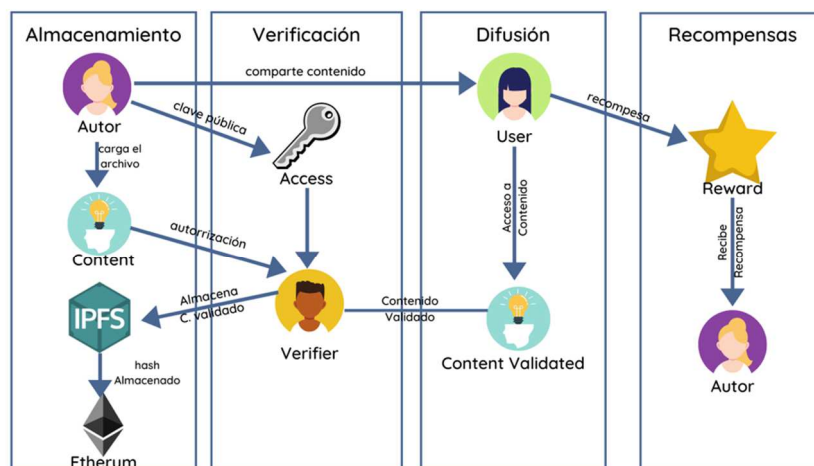 Almacenamiento
Verificación
Difusión
Recompensas
comparte contenido
Autor
clave pública
User
recompesa
carga el
archivo
Access
Reward
Content
autorrización
Acceso a
Contenido
Recibe
Recompensa
IPFS
Almacena
C. validado
Verifier
Contenido
Validado
Content Validated
Autor
hash
Almacenado
Etherum